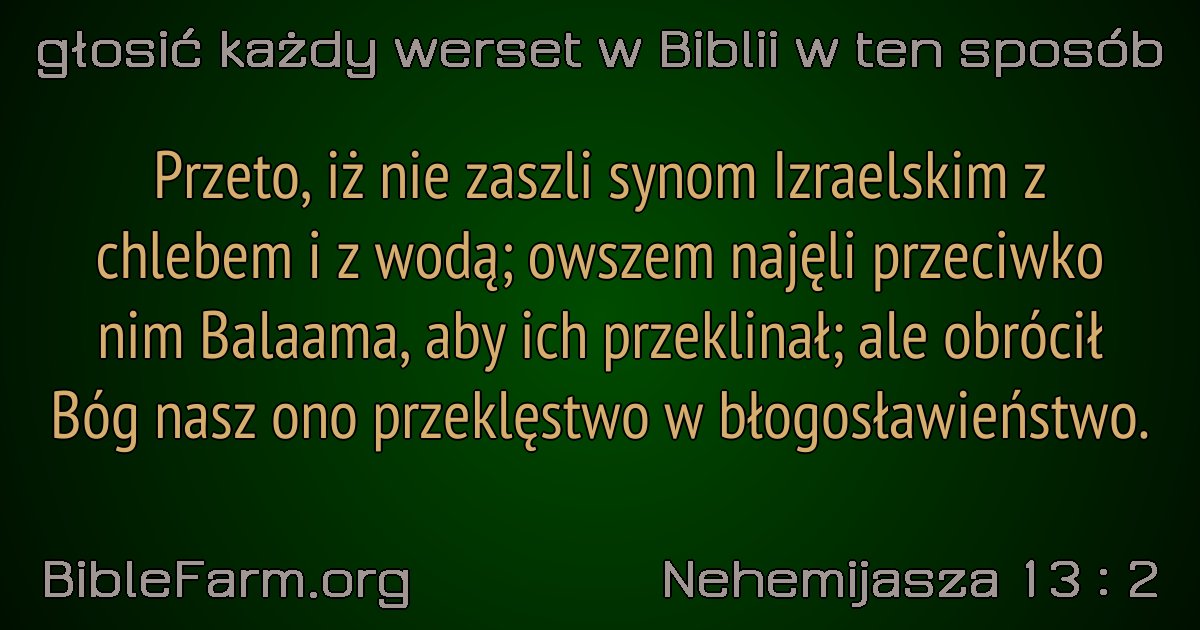 głosić każdy werset w Biblii w ten sposób
Przeto, iż nie zaszli synom Izraelskim z
chlebem i z wodą; owszem najęli przeciwko
nim Balaama, aby ich przeklinał; ale obrócił
Bóg nasz ono przeklęstwo w błogosławieństwo.
BibleFarm.org
Nehemijasza 13 : 2